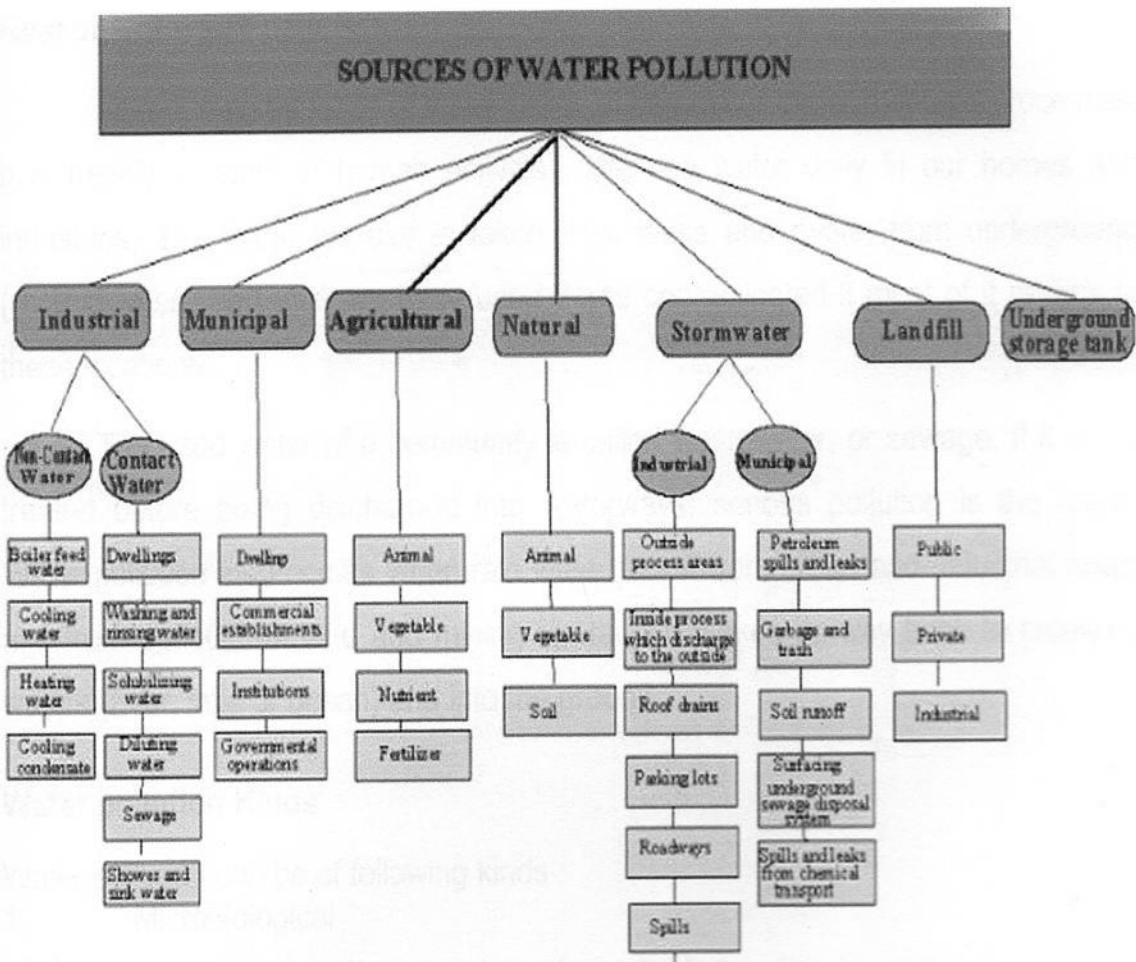 SOURCES OF WATER POLLUTION
Industrial
Municipal
Agricultural
Natural
Stormwater
Landfill
Underground
storage tank
Non-Contact
Water
Contact
Water
Industrial
Municipal
Boiler feed
water
Cooling
water
Heating
water
Cooling
condensate
Dwellings
Washing and
rinsing water
Solubilizing
water
Diluting
water
Sewage
Shower and
sink water
Dwelling
Commercial
establishments
Institutions
Governmental
operations
Animal
Vegetable
Nutrient
Fertilizer
Animal
Vegetable
Soil
Outside
process areas
Inside process
which discharge
to the outside
Roof drains
Parking lots
Roadways
Spills
Petroleum
spills and leaks
Garbage and
trash
Soil runoff
Surfacing
underground
sewage disposal
system
Spills and leaks
from chemical
transport
Public
Private
Industrial